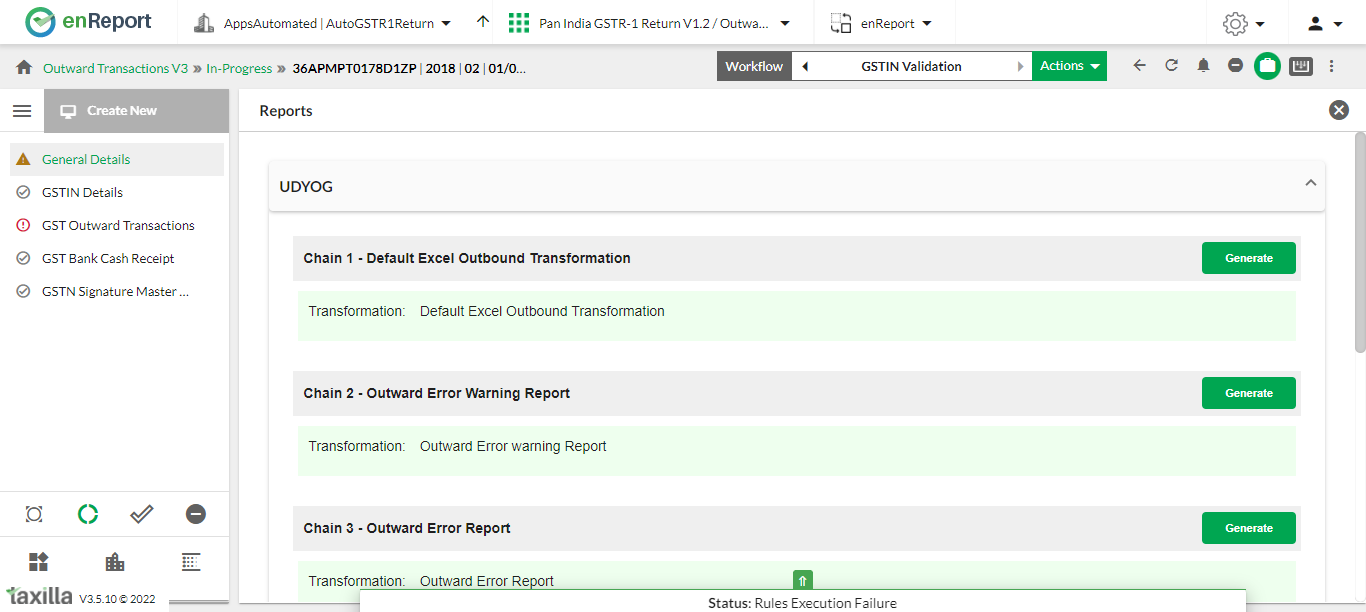 enReport
AppsAutomated | AutoGSTR1Return
Pan India GSTR-1 Return V1.2 / Outwa...
enReport
Outward Transactions V3 » In-Progress » 36APMPT0178D1ZP | 2018 | 02 | 01/0...
Workflow
GSTIN Validation
Actions
Create New
Reports
General Details
GSTIN Details
GST Outward Transactions
GST Bank Cash Receipt
GSTN Signature Master ...
UDYOG
Chain 1 - Default Excel Outbound Transformation
Generate
Transformation: Default Excel Outbound Transformation
Chain 2 - Outward Error Warning Report
Generate
Transformation: Outward Error warning Report
Chain 3 - Outward Error Report
Generate
Transformation: Outward Error Report
taxilla V3.5.10 © 2022
Status: Rules Execution Failure